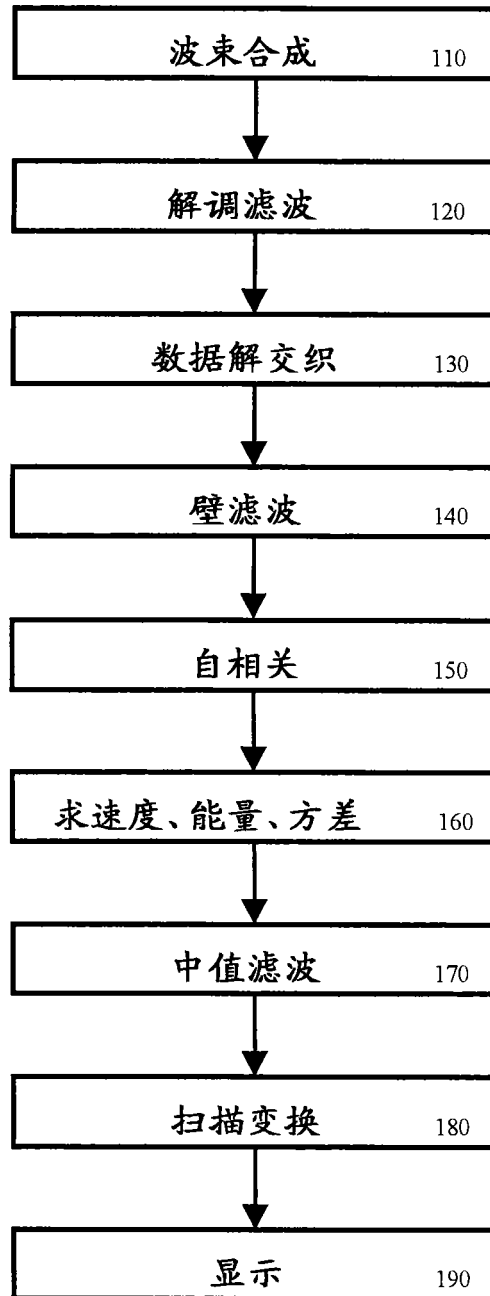 波束合成 110
解调滤波 120
数据解交织 130
壁滤波 140
自相关 150
求速度、能量、方差 160
中值滤波 170
扫描变换 180
显示 190